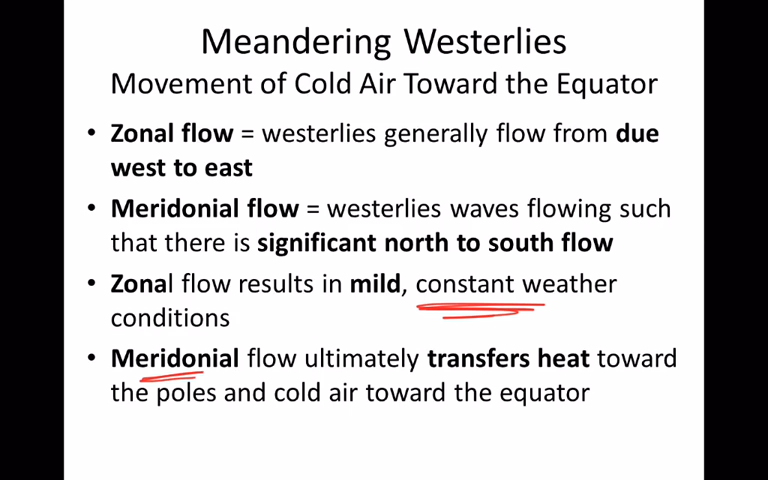 Meandering Westerlies
Movement of Cold Air Toward the Equator
• Zonal flow = westerlies generally flow from due
west to east
• Meridonial flow = westerlies waves flowing such
that there is significant north to south flow
• Zonal flow results in mild, constant weather
conditions
• Meridonial flow ultimately transfers heat toward
the poles and cold air toward the equator